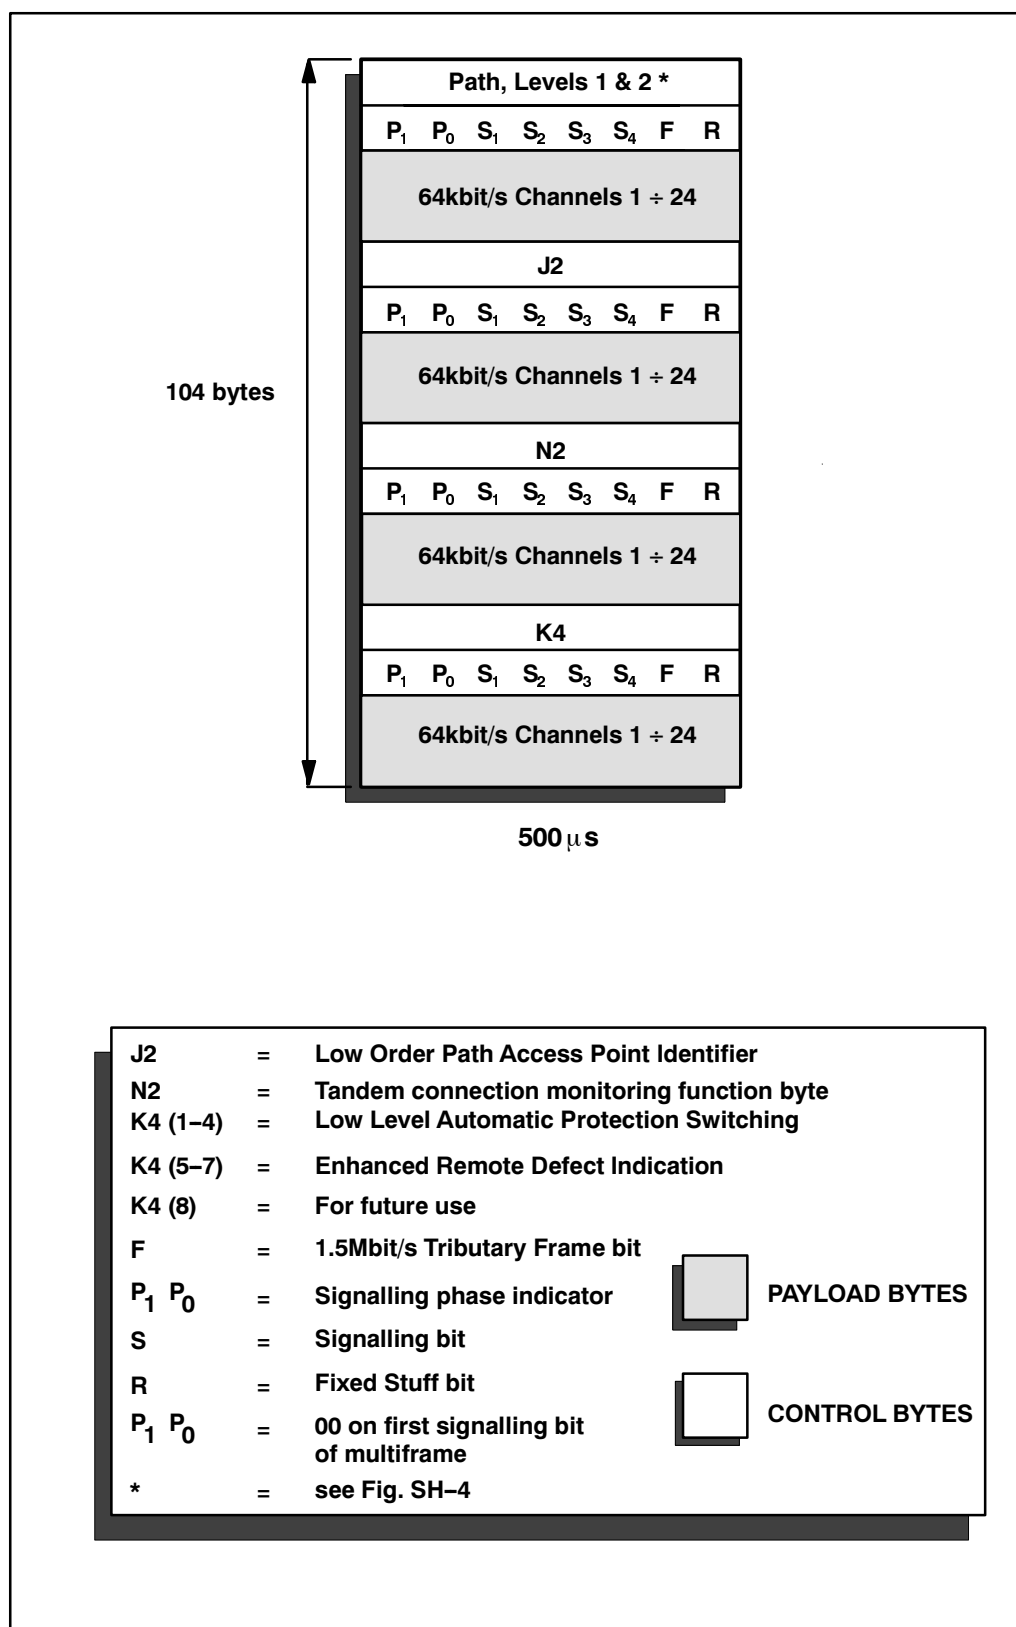 Path, Levels 1 & 2 *
P1 P0 S1 S2 S3 S4 F R
64kbit/s Channels 1 ÷ 24
J2
P1 P0 S1 S2 S3 S4 F R
64kbit/s Channels 1 ÷ 24
104 bytes
N2
P1 P0 S1 S2 S3 S4 F R
64kbit/s Channels 1 ÷ 24
K4
P1 P0 S1 S2 S3 S4 F R
64kbit/s Channels 1 ÷ 24
500 μs
J2 = Low Order Path Access Point Identifier
N2 = Tandem connection monitoring function byte
K4 (1–4) = Low Level Automatic Protection Switching
K4 (5–7) = Enhanced Remote Defect Indication
K4 (8) = For future use
F = 1.5Mbit/s Tributary Frame bit
P1 P0 = Signalling phase indicator
PAYLOAD BYTES
S = Signalling bit
R = Fixed Stuff bit
P1 P0 = 00 on first signalling bit
of multiframe
CONTROL BYTES
* = see Fig. SH–4